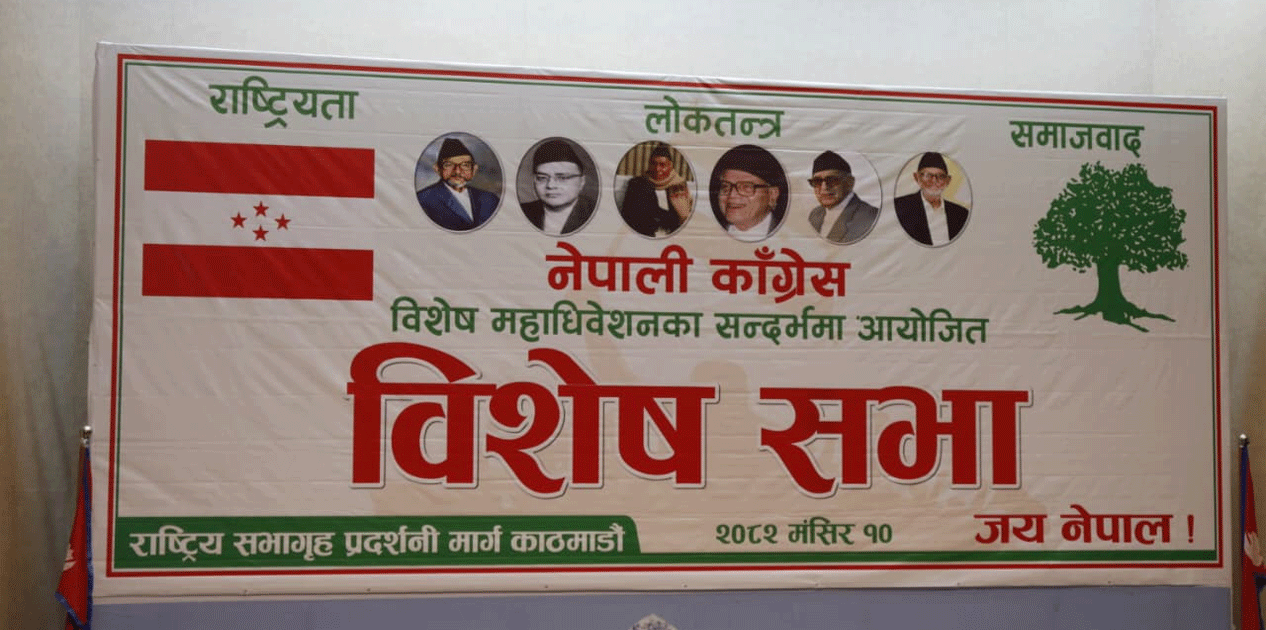 राष्ट्रियता
लोकतन्त्र
समाजवाद
नेपाली काँग्रेस
विशेष महाधिवेशनका सन्दर्भमा आयोजित
विशेष सभा
राष्ट्रिय सभागृह प्रदर्शनी मार्ग काठमाडौं
२०८२ मंसिर १०
जय नेपाल !